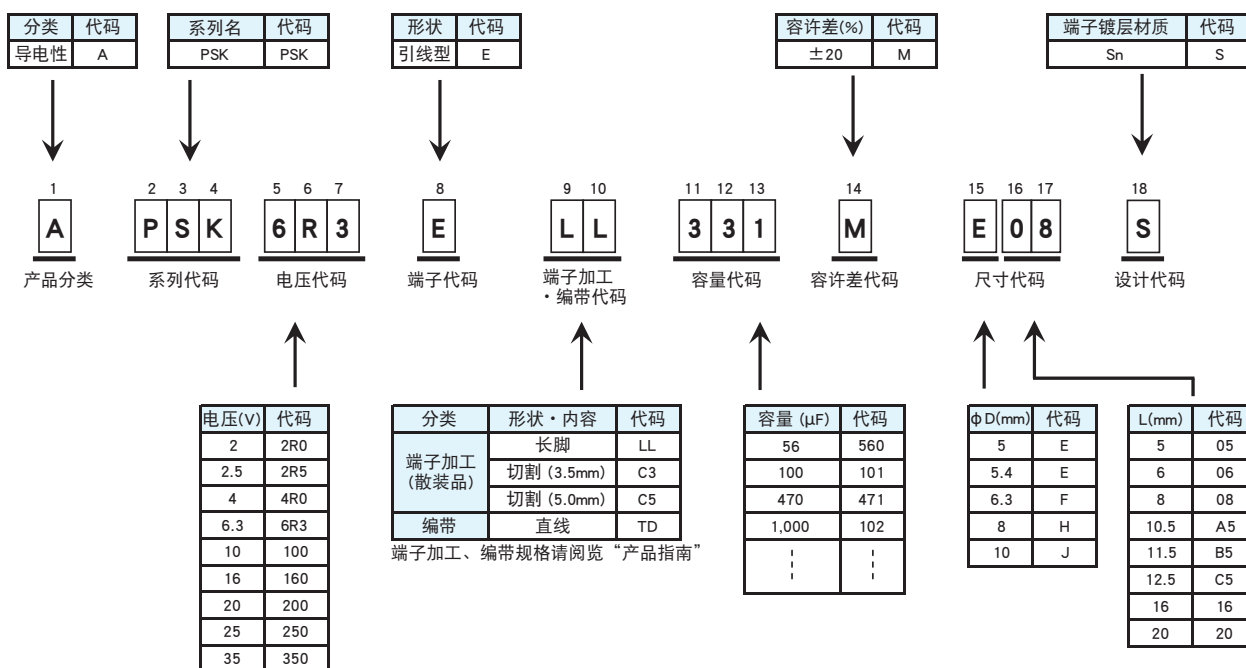 分类 代码
导电性 A
系列名 代码
PSK PSK
形状 代码
引线型 E
容许差(%) 代码
±20 M
端子镀层材质 代码
Sn S
1 2 3 4 5 6 7 8 9 10 11 12 13 14 15 16 17 18
A P S K 6 R 3 E L L 3 3 1 M E 0 8 S
产品分类 系列代码 电压代码 端子代码 端子加工 容量代码 容许差代码 尺寸代码 设计代码
・编带代码
电压(V) 代码
2 2R0
2.5 2R5
4 4R0
6.3 6R3
10 100
16 160
20 200
25 250
35 350
分类 形状・内容 代码
端子加工
(散装品)
长脚 LL
切割 (3.5mm) C3
切割 (5.0mm) C5
编带 直线 TD
端子加工、编带规格请阅览“产品指南”
容量 (μF) 代码
56 560
100 101
470 471
1,000 102
φD(mm) 代码
5 E
5.4 E
6.3 F
8 H
10 J
L(mm) 代码
5 05
6 06
8 08
10.5 A5
11.5 B5
12.5 C5
16 16
20 20